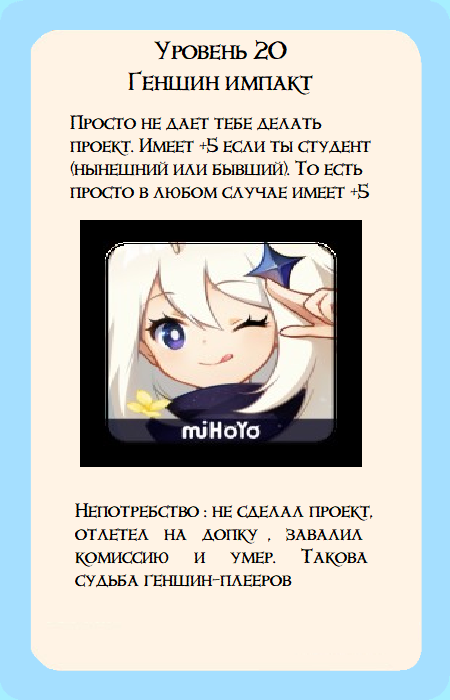 Уровень 20
Геншин импакт
Просто не дает тебе делать
проект. Имеет +5 если ты студент
(нынешний или бывший). То есть
просто в любом случае имеет +5
miHoYo
Непотребство : не сделал проект,
отлетел на допку , завалил
комиссию и умер. Такова
судьба геншин-плееров